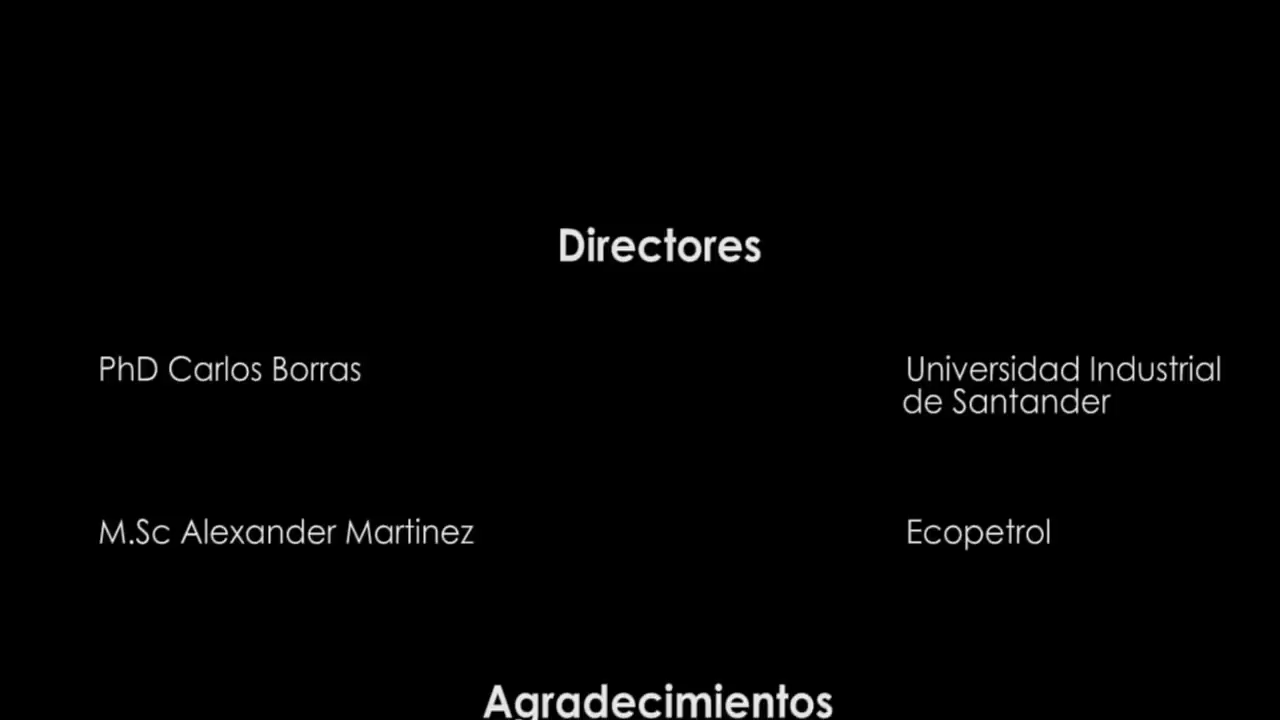 Directores
PhD Carlos Borras
Universidad Industrial
de Santander
M.Sc Alexander Martinez
Ecopetrol
Agradecimientos